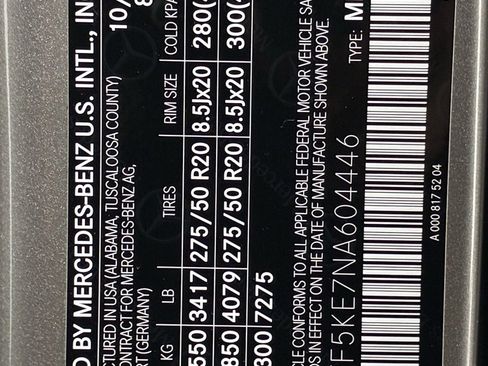 D BY MERCEDES-BENZ U.S. INTL., IN
10/
CTURED IN USA (ALABAMA, TUSCALOOSA COUNTY)
CONTRACT FOR MERCEDES-BENZ AG,
RT (GERMANY)
KG LB TIRES RIM SIZE COLD KPA
550 3417 275/50 R20 8.5Jx20 280(
850 4079 275/50 R20 8.5Jx20 300(
300 7275
CLE CONFORMS TO ALL APPLICABLE FEDERAL MOTOR VEHICLE SA
S IN EFFECT ON THE DATE OF MANUFACTURE SHOWN ABOVE.
F5KE7NA604446 TYPE: M
A 000 817 52 04